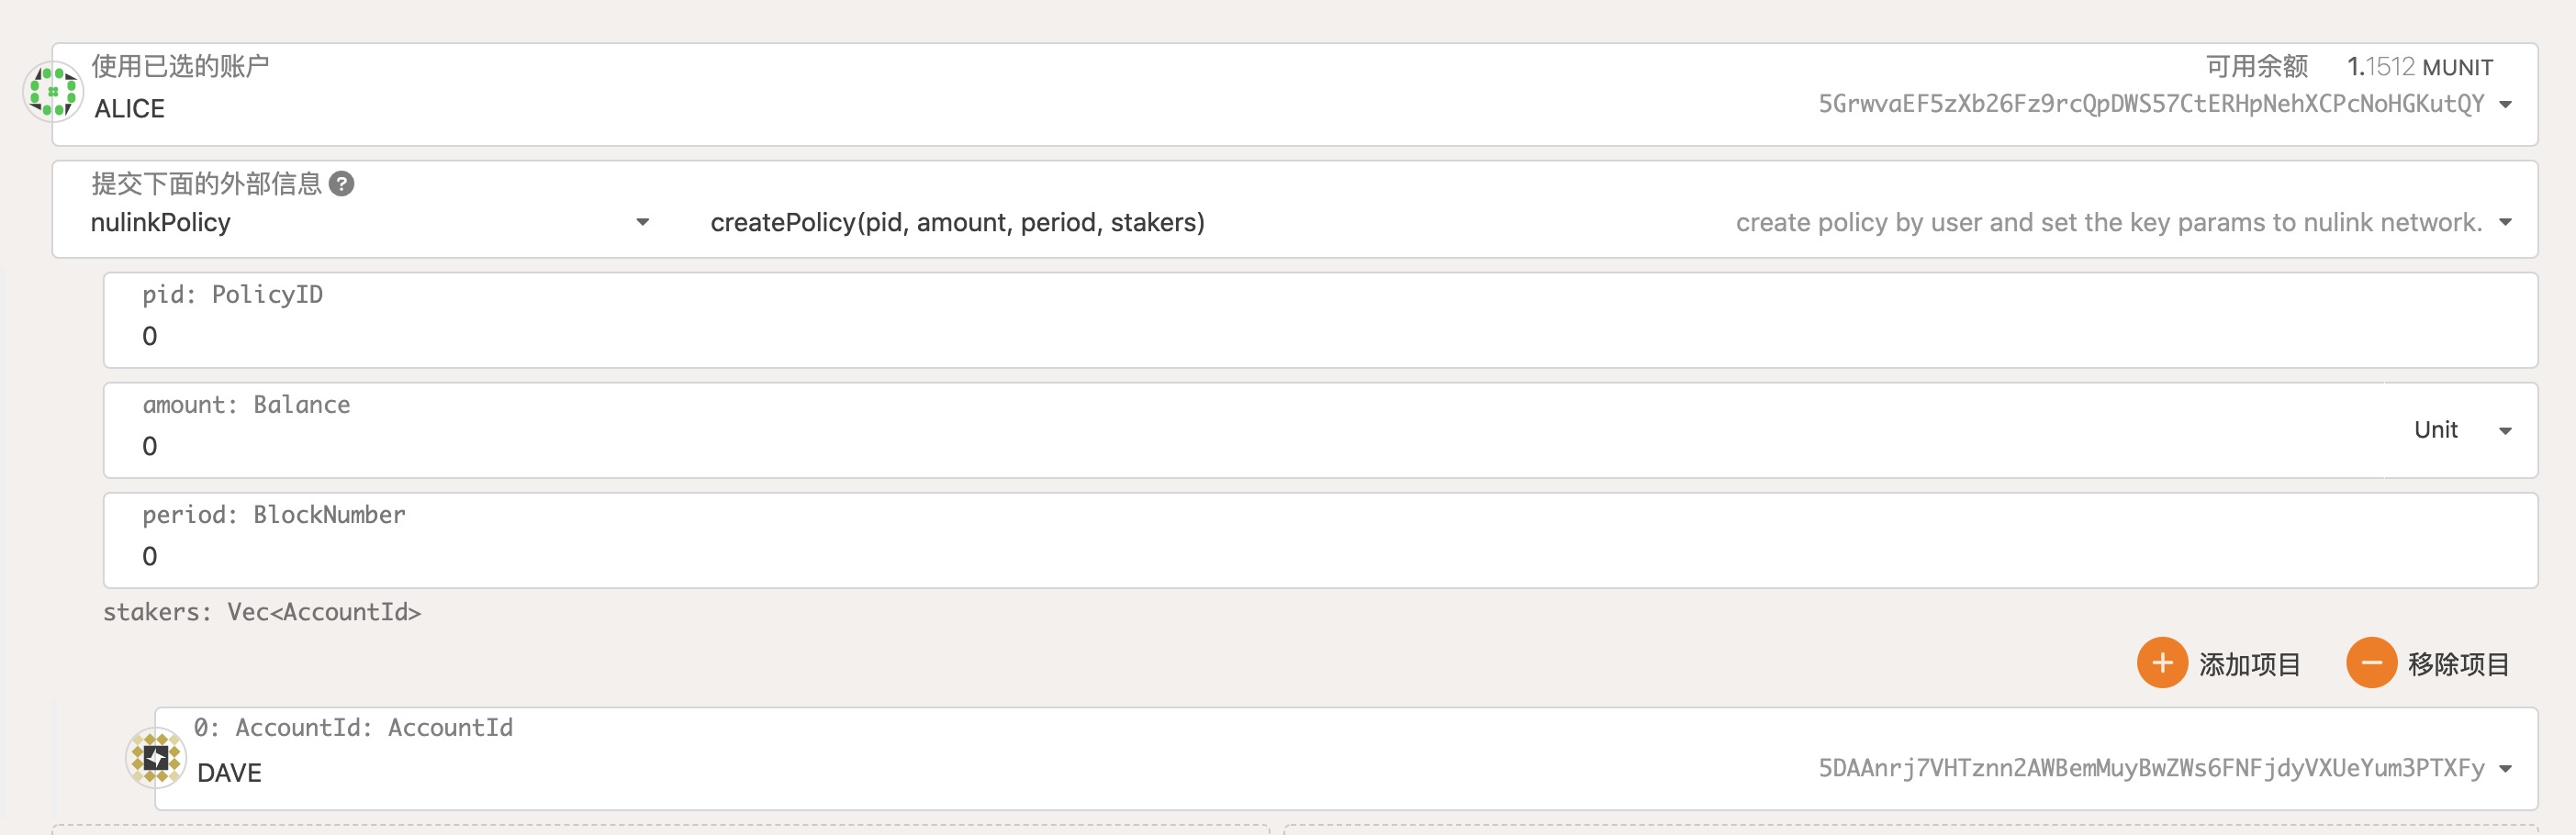 使用已选的账户
可用余额 1.1512 MUNIT
ALICE
5GrwvaEF5zXb26Fz9rcQpDWS57CtERHpNehXCPcNoHGKutQY
提交下面的外部信息 ?
nulinkPolicy
createPolicy(pid, amount, period, stakers)
create policy by user and set the key params to nulink network.
pid: PolicyID
0
amount: Balance
0
Unit
period: BlockNumber
0
stakers: Vec<AccountId>
添加项目
移除项目
0: AccountId: AccountId
DAVE
5DAAnrj7VHTznn2AWBemMuyBwZWs6FNFjdyVXUeYum3PTXFy